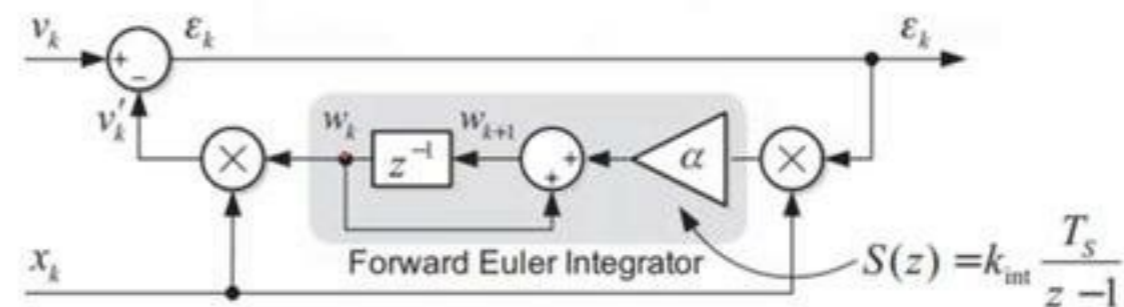 v_k + − ε_k ε_k
v'_k × w_k z⁻¹ w_{k+1} + + α ×
Forward Euler Integrator
S(z) = k_int T_S / z − 1
x_k